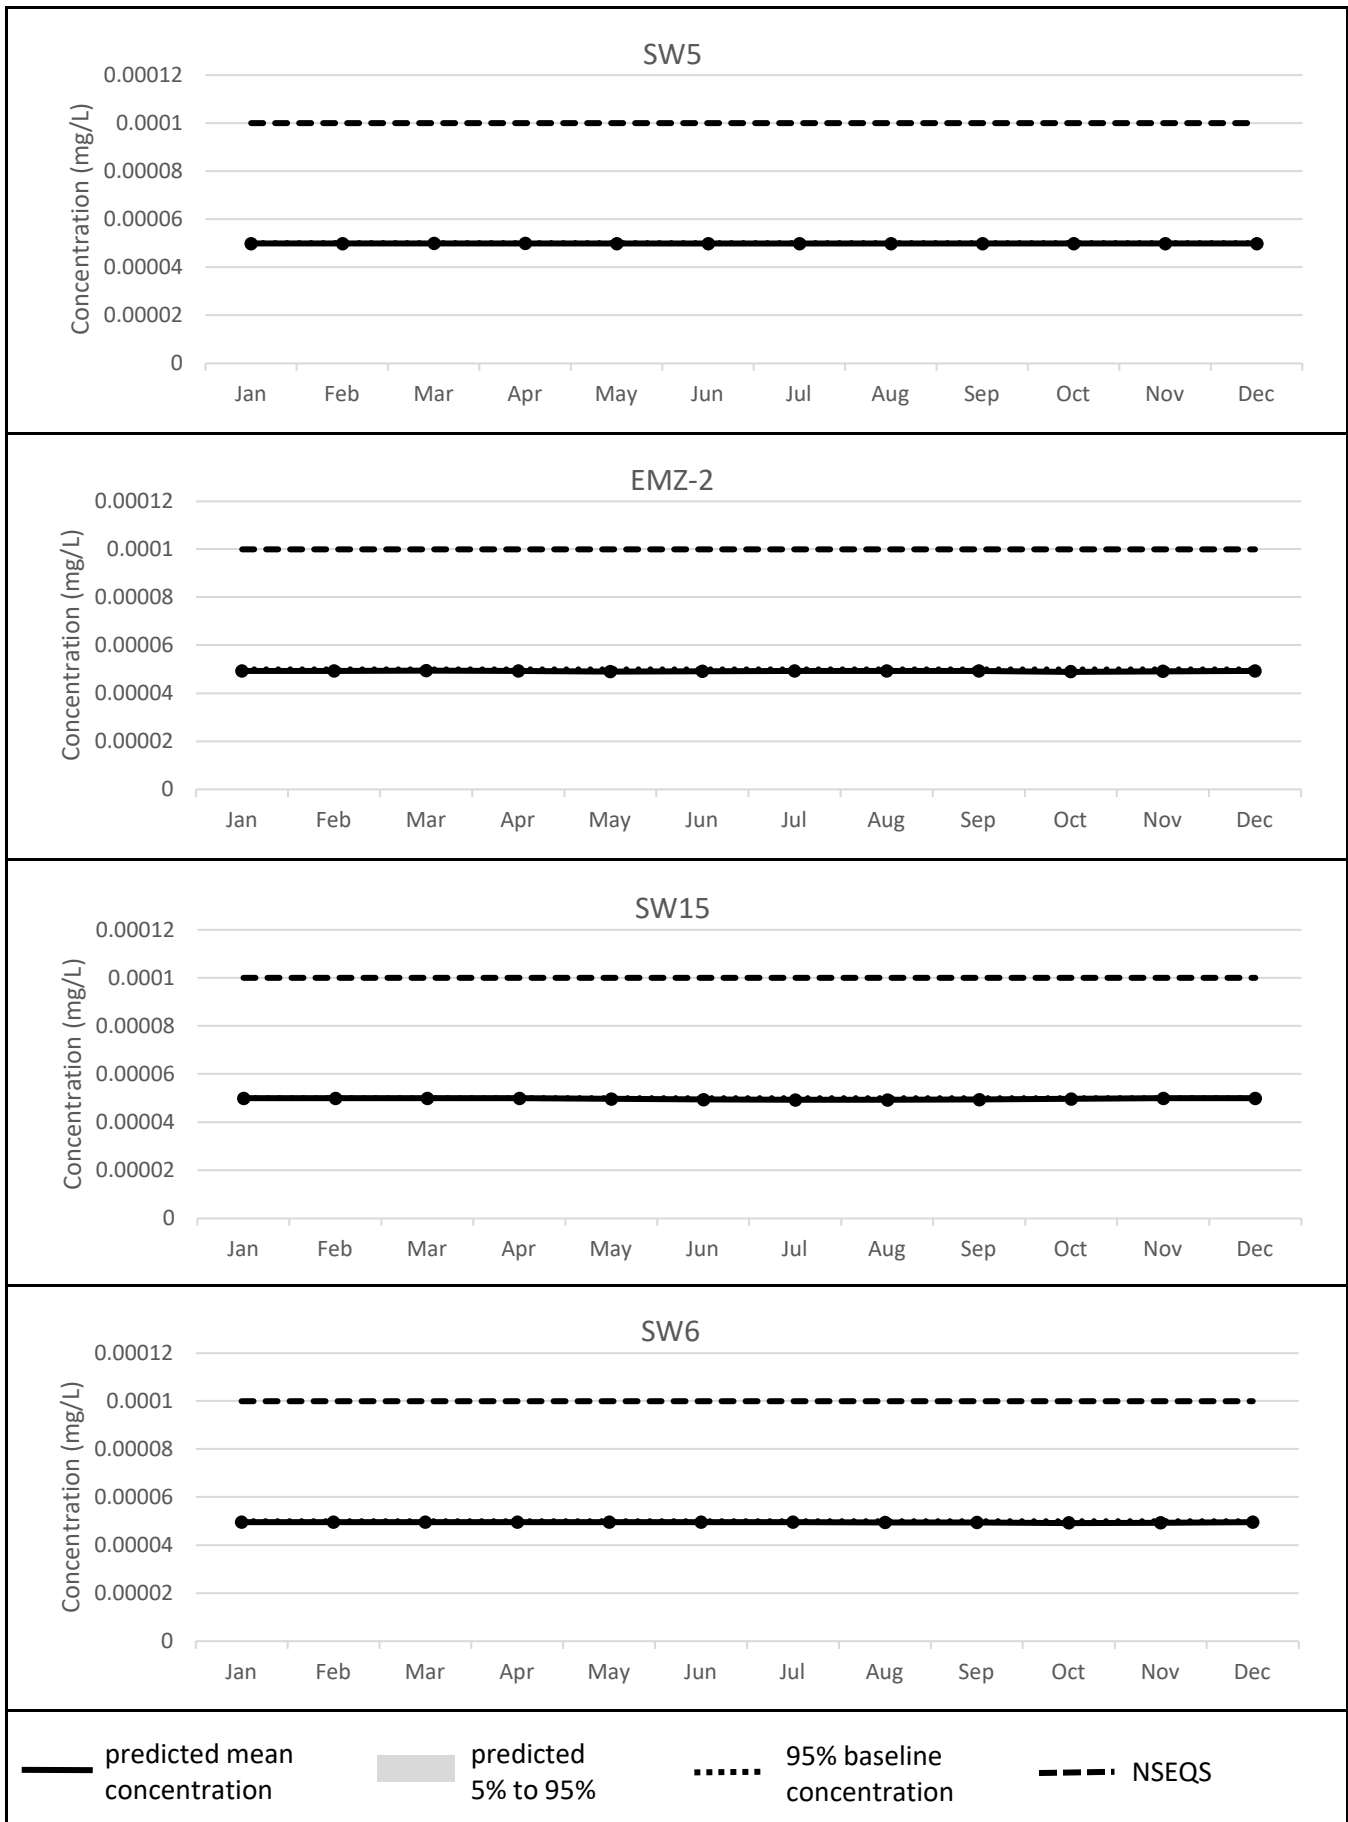 SW5
Concentration (mg/L)
0.00012
0.0001
0.00008
0.00006
0.00004
0.00002
0
Jan Feb Mar Apr May Jun Jul Aug Sep Oct Nov Dec
EMZ-2
Concentration (mg/L)
0.00012
0.0001
0.00008
0.00006
0.00004
0.00002
0
Jan Feb Mar Apr May Jun Jul Aug Sep Oct Nov Dec
SW15
Concentration (mg/L)
0.00012
0.0001
0.00008
0.00006
0.00004
0.00002
0
Jan Feb Mar Apr May Jun Jul Aug Sep Oct Nov Dec
SW6
Concentration (mg/L)
0.00012
0.0001
0.00008
0.00006
0.00004
0.00002
0
Jan Feb Mar Apr May Jun Jul Aug Sep Oct Nov Dec
predicted mean
concentration
predicted
5% to 95%
95% baseline
concentration
NSEQS